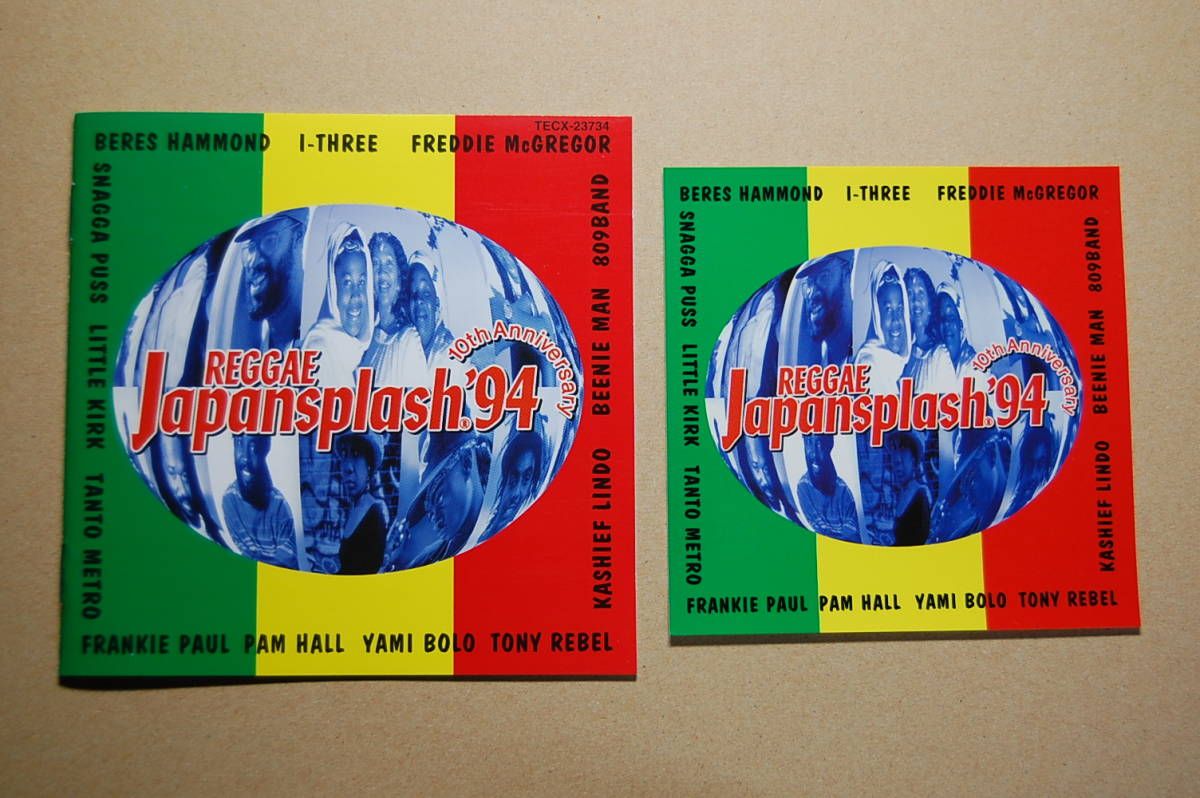 TECX-23734
BERES HAMMOND I-THREE FREDDIE McGREGOR
SNAGGA PUSS LITTLE KIRK TANTO METRO
10th Anniversary
REGGAE
Japansplash®'94
KASHIEF LINDO BEENIE MAN 809BAND
FRANKIE PAUL PAM HALL YAMI BOLO TONY REBEL
BERES HAMMOND I-THREE FREDDIE McGREGOR
SNAGGA PUSS LITTLE KIRK TANTO METRO
10th Anniversary
REGGAE
Japansplash®'94
KASHIEF LINDO BEENIE MAN 809BAND
FRANKIE PAUL PAM HALL YAMI BOLO TONY REBEL